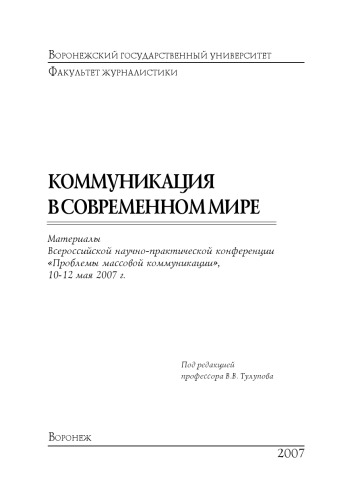 Воронежский государственный университет
Факультет журналистики
КОММУНИКАЦИЯ
В СОВРЕМЕННОМ МИРЕ
Материалы
Всероссийской научно-практической конференции
«Проблемы массовой коммуникации»,
10-12 мая 2007 г.
Под редакцией
профессора В.В. Тулупова
Воронеж
2007